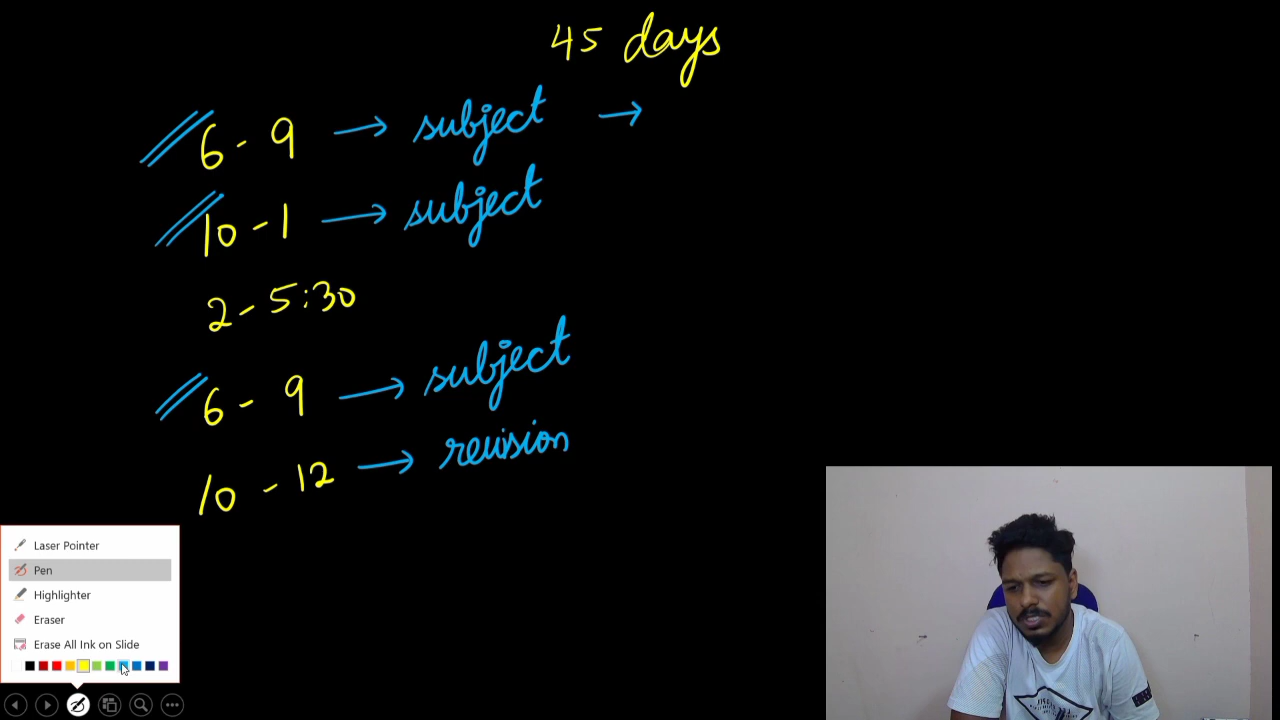 45 days
6 - 9 → subject →
10 - 1 → subject
2 - 5:30
6 - 9 → subject
10 - 12 → revision
Laser Pointer
Pen
Highlighter
Eraser
Erase All Ink on Slide